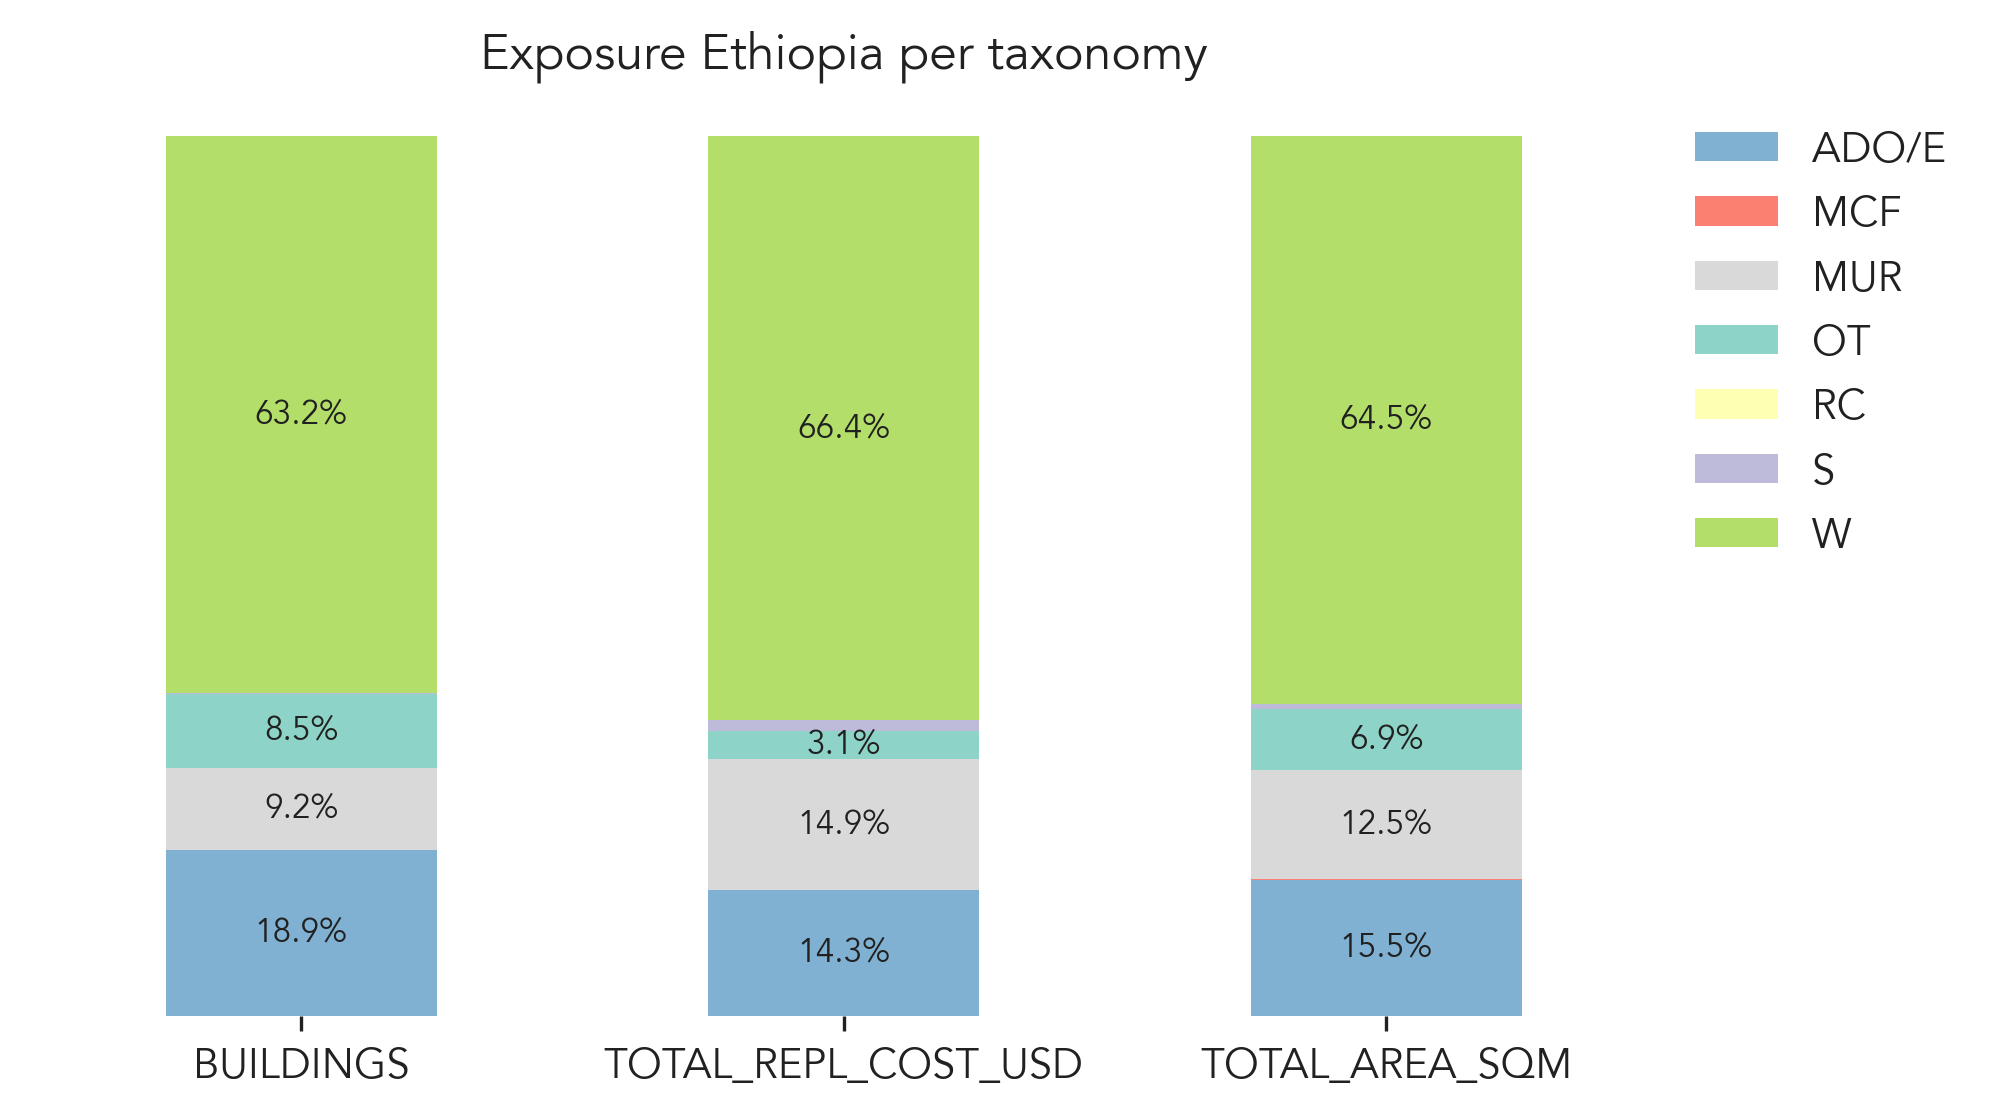 Exposure Ethiopia per taxonomy
ADO/E
MCF
MUR
OT
RC
S
W
63.2%
8.5%
9.2%
18.9%
66.4%
3.1%
14.9%
14.3%
64.5%
6.9%
12.5%
15.5%
BUILDINGS
TOTAL_REPL_COST_USD
TOTAL_AREA_SQM